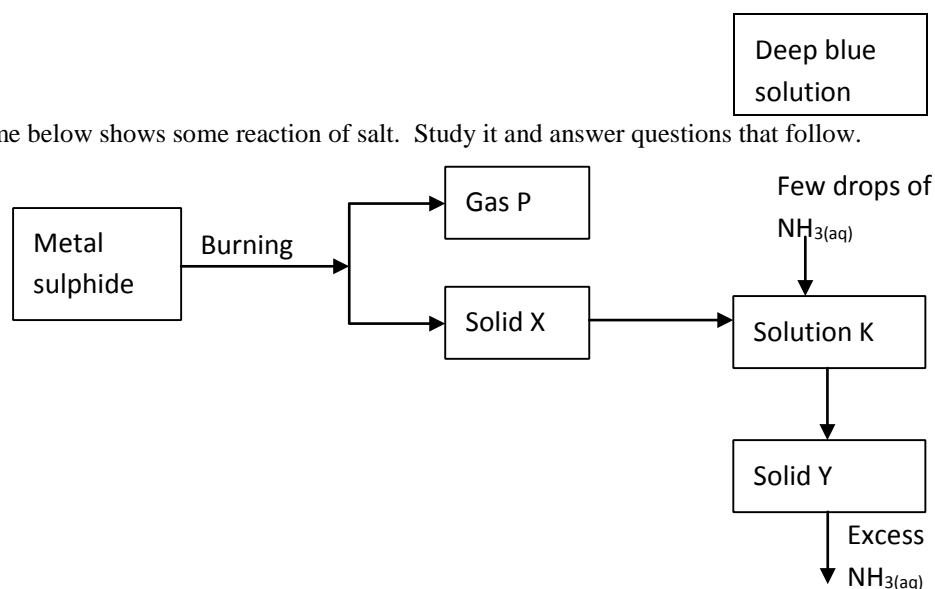 Deep blue
solution
me below shows some reaction of salt. Study it and answer questions that follow.
Gas P
Few drops of
NH3(aq)
Metal
sulphide
Burning
Solid X
Solution K
Solid Y
Excess
NH3(aq)